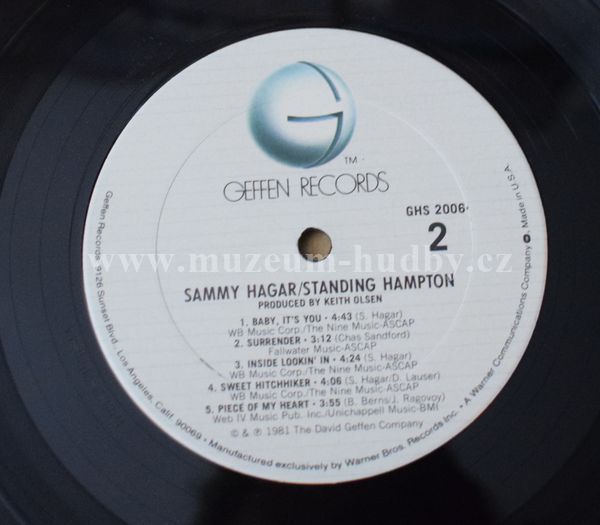 TM
GEFFEN RECORDS
GHS 2006
2
SAMMY HAGAR/STANDING HAMPTON
PRODUCED BY KEITH OLSEN
1. BABY, IT'S YOU • 4:43 (S. Hagar)
WB Music Corp./The Nine Music-ASCAP
2. SURRENDER • 3:12 (Chas Sandford)
Fallwater Music-ASCAP
3. INSIDE LOOKIN' IN • 4:24 (S. Hagar)
WB Music Corp./The Nine Music-ASCAP
4. SWEET HITCHHIKER • 4:06 (S. Hagar/D. Lauser)
WB Music Corp./The Nine Music-ASCAP
5. PIECE OF MY HEART • 3:55 (B. Berns/J. Ragovoy)
Web IV Music Pub. Inc./Unichappell Music-BMI
© & ℗ 1981 The David Geffen Company
Geffen Records, 9126 Sunset Blvd., Los Angeles, Calif. 90069 • Manufactured exclusively by Warner Bros. Records Inc. • A Warner Communications Company. Made in U.S.A.
www.muzeum-hudby.cz